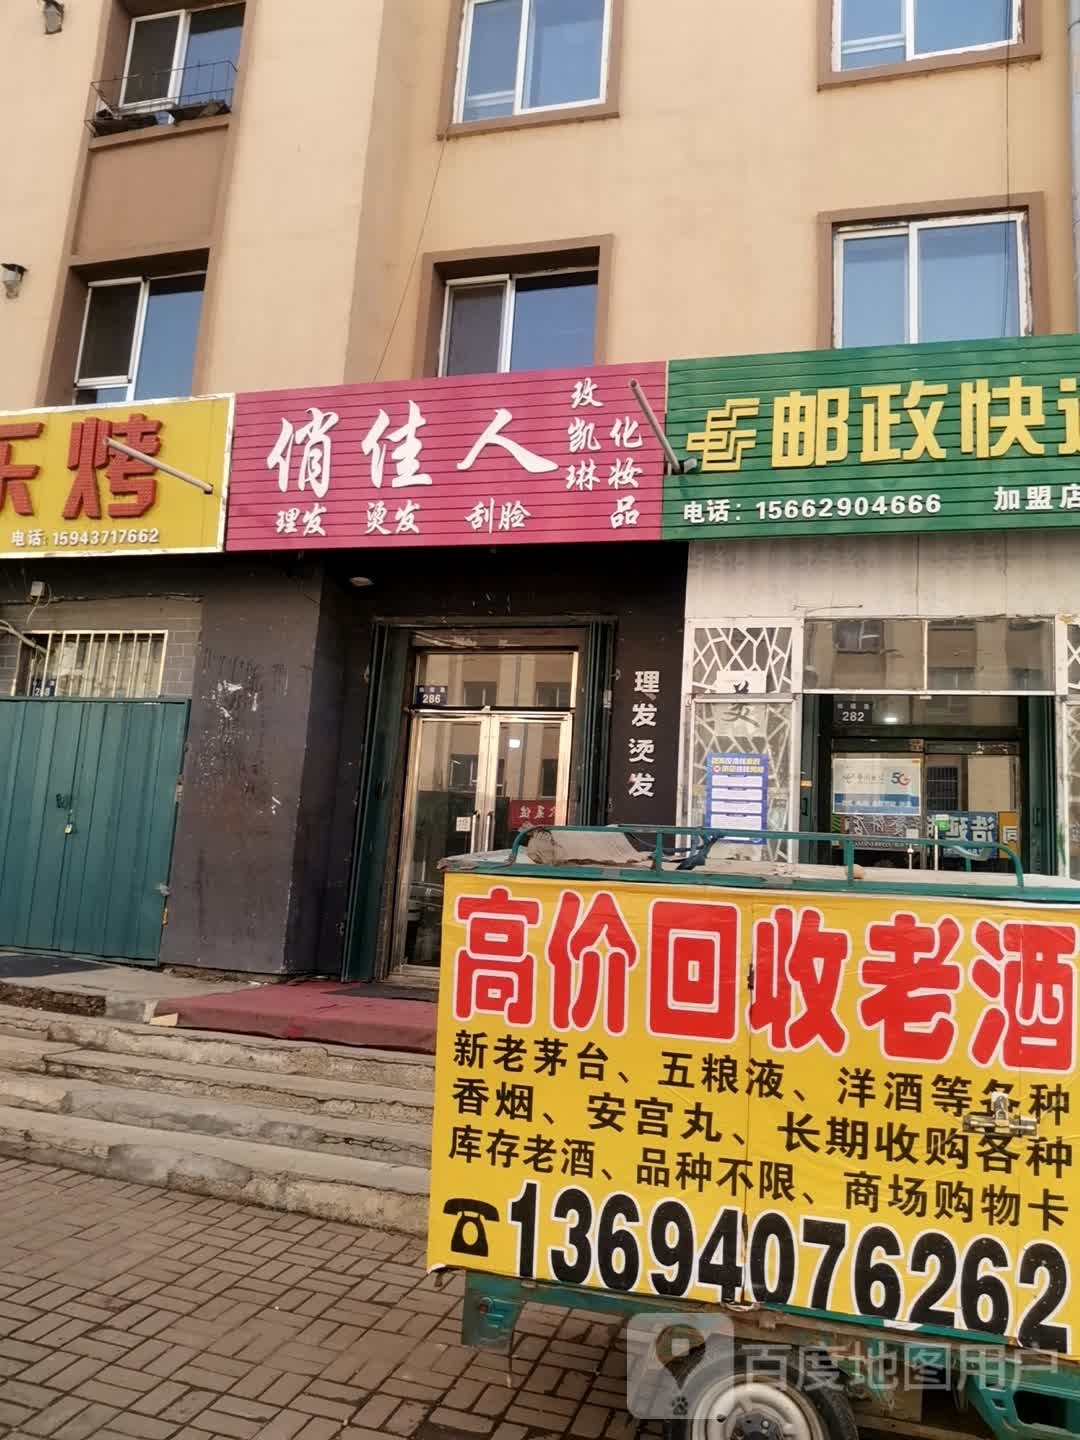 乐烤
电话:15943717662
俏佳人
理发 烫发 刮脸
玫凯琳
化妆品
邮政快
电话：15662904666 加盟店
理发烫发
286
282
268
5G
美
高价回收老酒
新老茅台、五粮液、洋酒等各种
香烟、安宫丸、长期收购各种
库存老酒、品种不限、商场购物卡
13694076262
百度地图用户